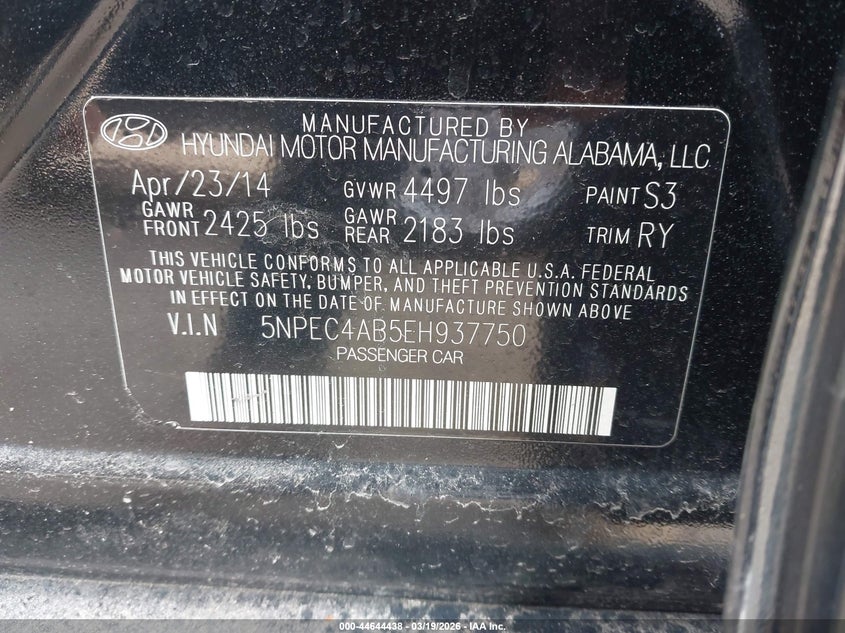 MANUFACTURED BY
HYUNDAI MOTOR MANUFACTURING ALABAMA, LLC
Apr/23/14 GVWR 4497 lbs PAINT S3
GAWR FRONT 2425 lbs GAWR REAR 2183 lbs TRIM RY
THIS VEHICLE CONFORMS TO ALL APPLICABLE U.S.A. FEDERAL
MOTOR VEHICLE SAFETY, BUMPER, AND THEFT PREVENTION STANDARDS
IN EFFECT ON THE DATE OF MANUFACTURE SHOWN ABOVE
V.I.N 5NPEC4AB5EH937750
PASSENGER CAR
000-44644438 - 03/19/2026 - IAA Inc.